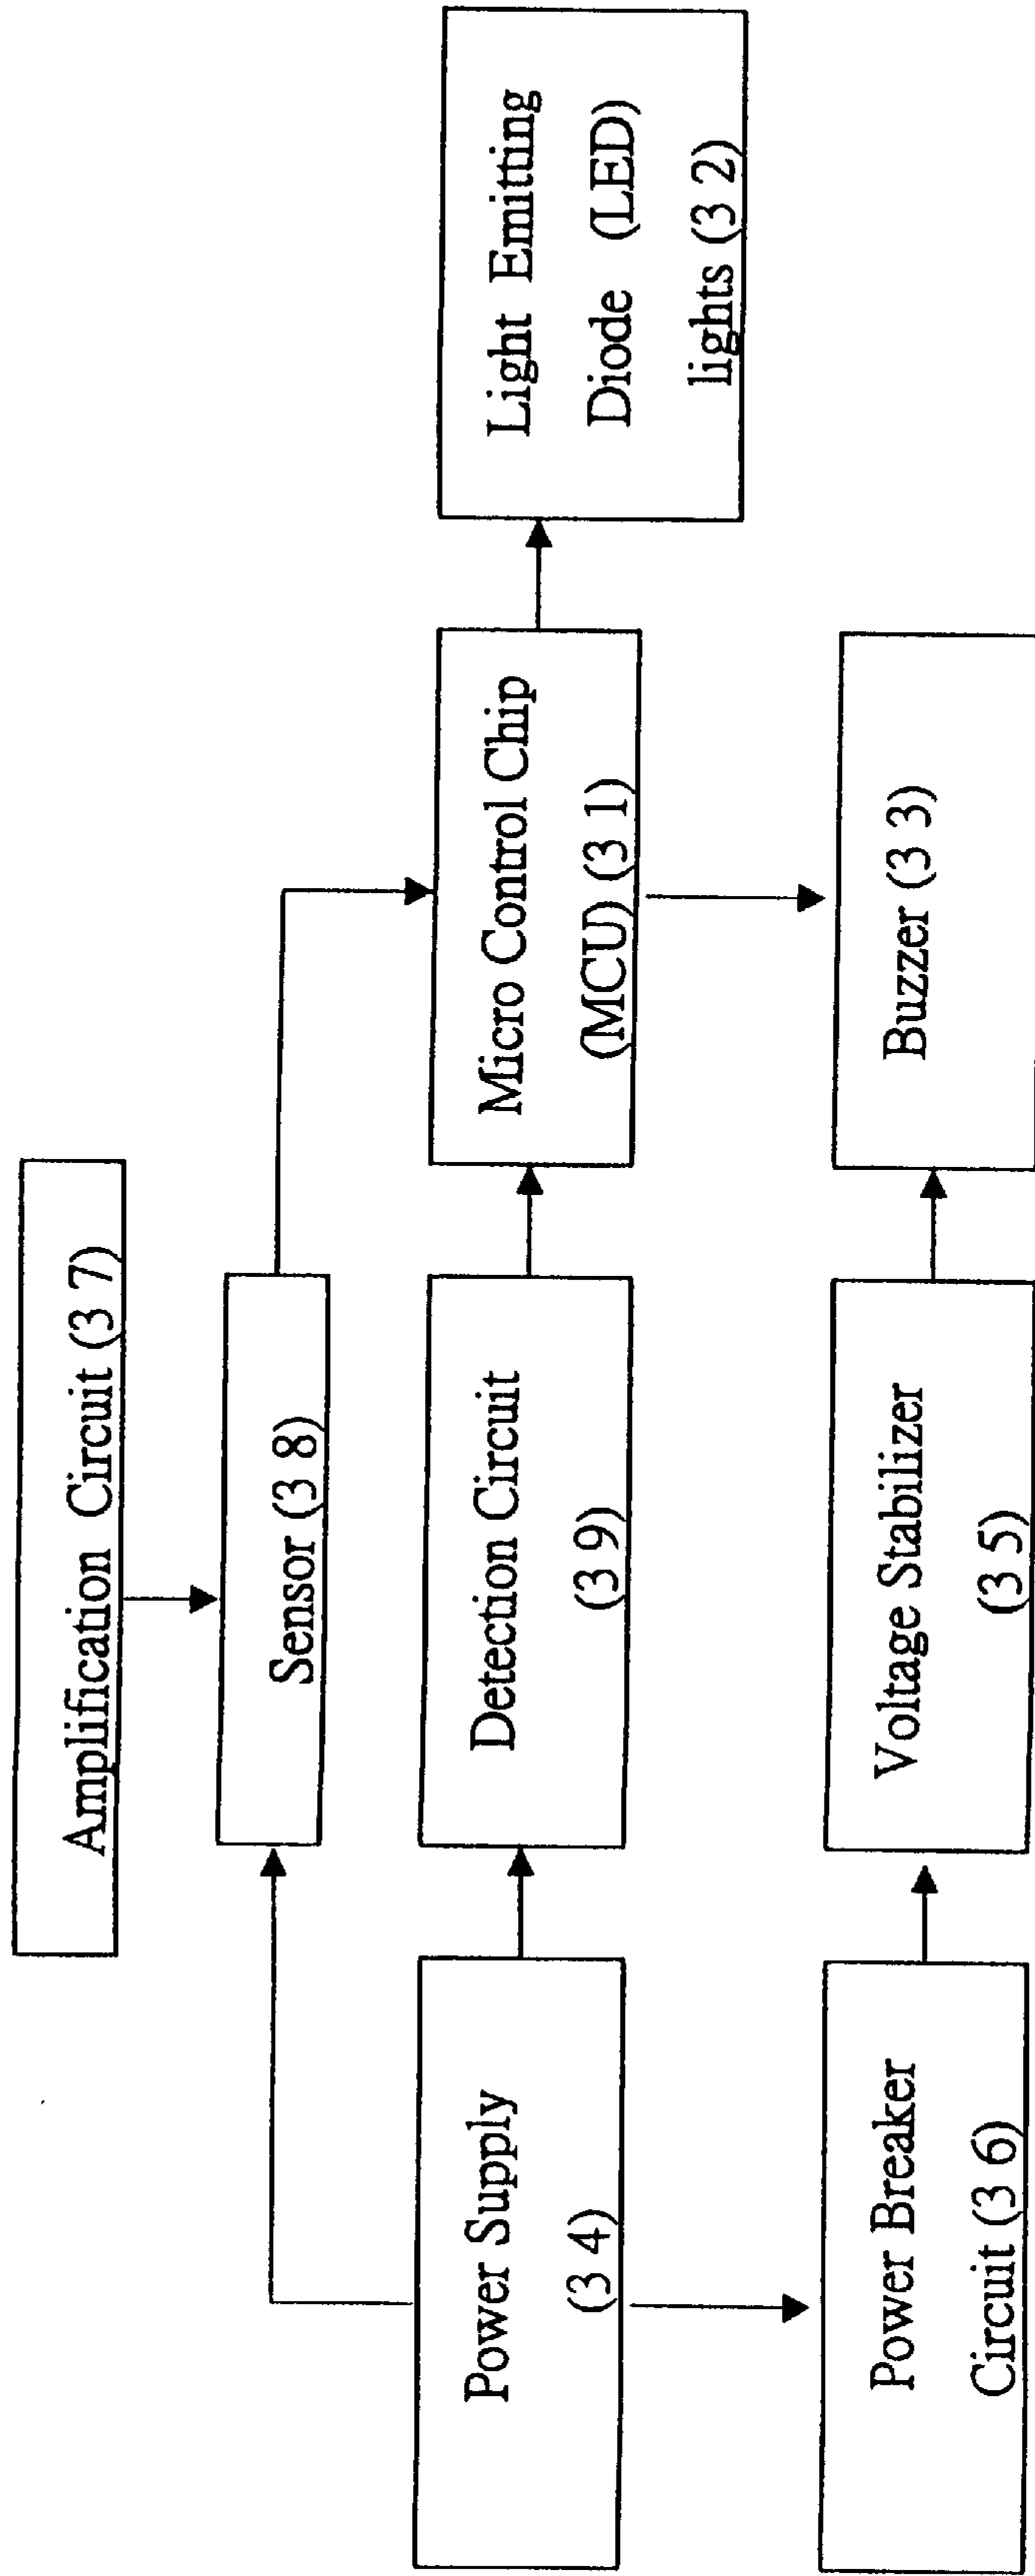 Amplification Circuit (3 7)
Sensor (3 8)
Power Supply
(3 4)
Detection Circuit
(3 9)
Micro Control Chip
(MCU) (3 1)
Light Emitting
Diode (LED)
lights (3 2)
Power Breaker
Circuit (3 6)
Voltage Stabilizer
(3 5)
Buzzer (3 3)